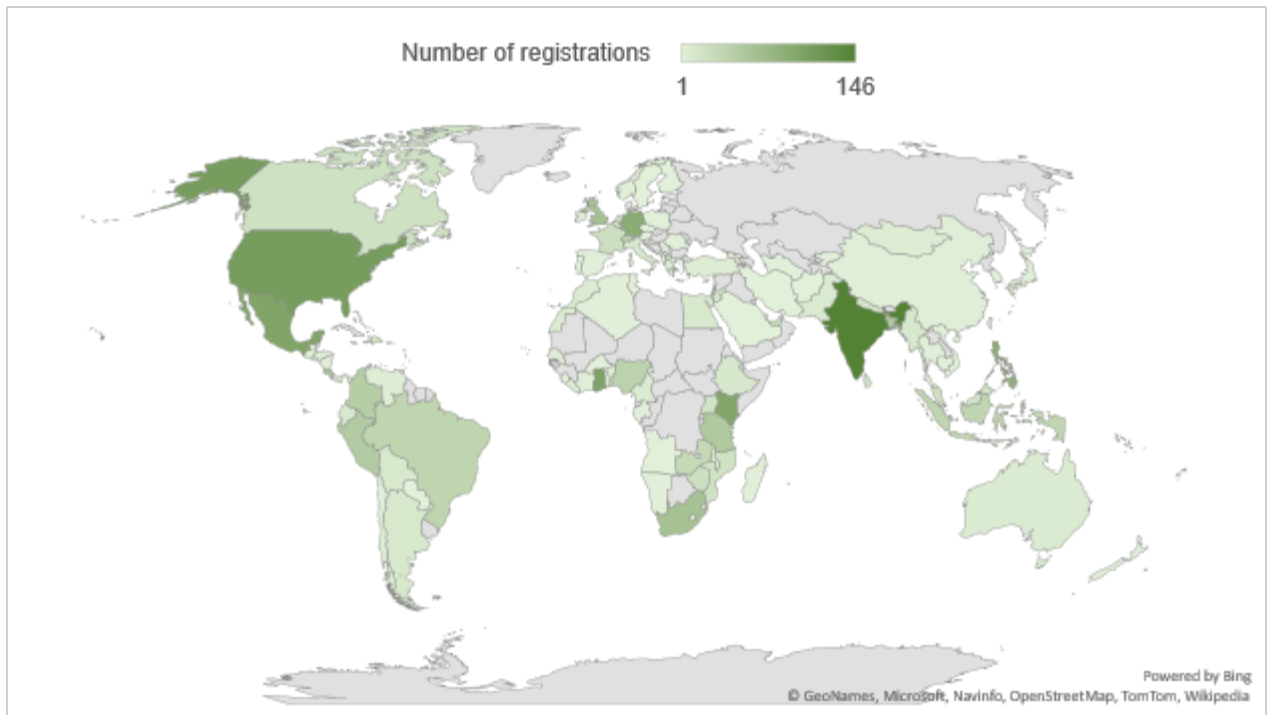 Number of registrations
1 146
Powered by Bing
© GeoNames, Microsoft, Navinfo, OpenStreetMap, TomTom, Wikipedia